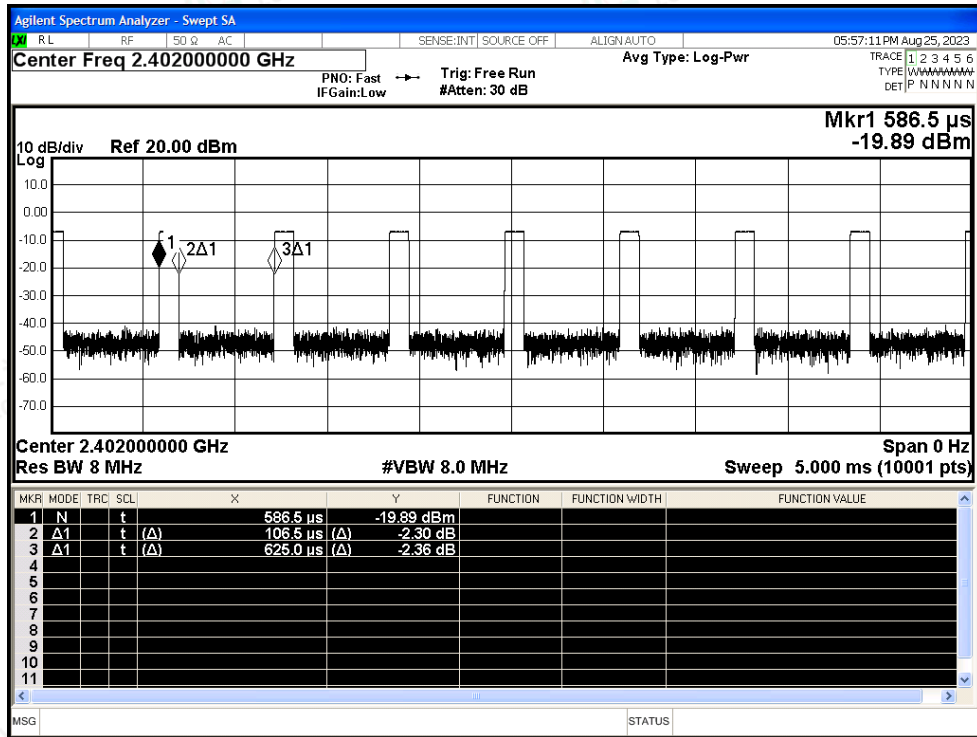 Agilent Spectrum Analyzer - Swept SA
LXI RL RF 50 Ω AC SENSE:INT SOURCE OFF ALIGN AUTO 05:57:11 PM Aug 25, 2023
Center Freq 2.402000000 GHz Avg Type: Log-Pwr TRACE 1 2 3 4 5 6
PNO: Fast Trig: Free Run TYPE WWWWWW
IFGain:Low #Atten: 30 dB DET P N N N N N
Mkr1 586.5 µs
10 dB/div Ref 20.00 dBm -19.89 dBm
Log
10.0
0.00
-10.0
1 2Δ1 3Δ1
-20.0
-30.0
-40.0
-50.0
-60.0
-70.0
Center 2.402000000 GHz Span 0 Hz
Res BW 8 MHz #VBW 8.0 MHz Sweep 5.000 ms (10001 pts)
MKR MODE TRC SCL X Y FUNCTION FUNCTION WIDTH FUNCTION VALUE
1 N t 586.5 µs -19.89 dBm
2 Δ1 t (Δ) 106.5 µs (Δ) -2.30 dB
3 Δ1 t (Δ) 625.0 µs (Δ) -2.36 dB
4
5
6
7
8
9
10
11
MSG STATUS